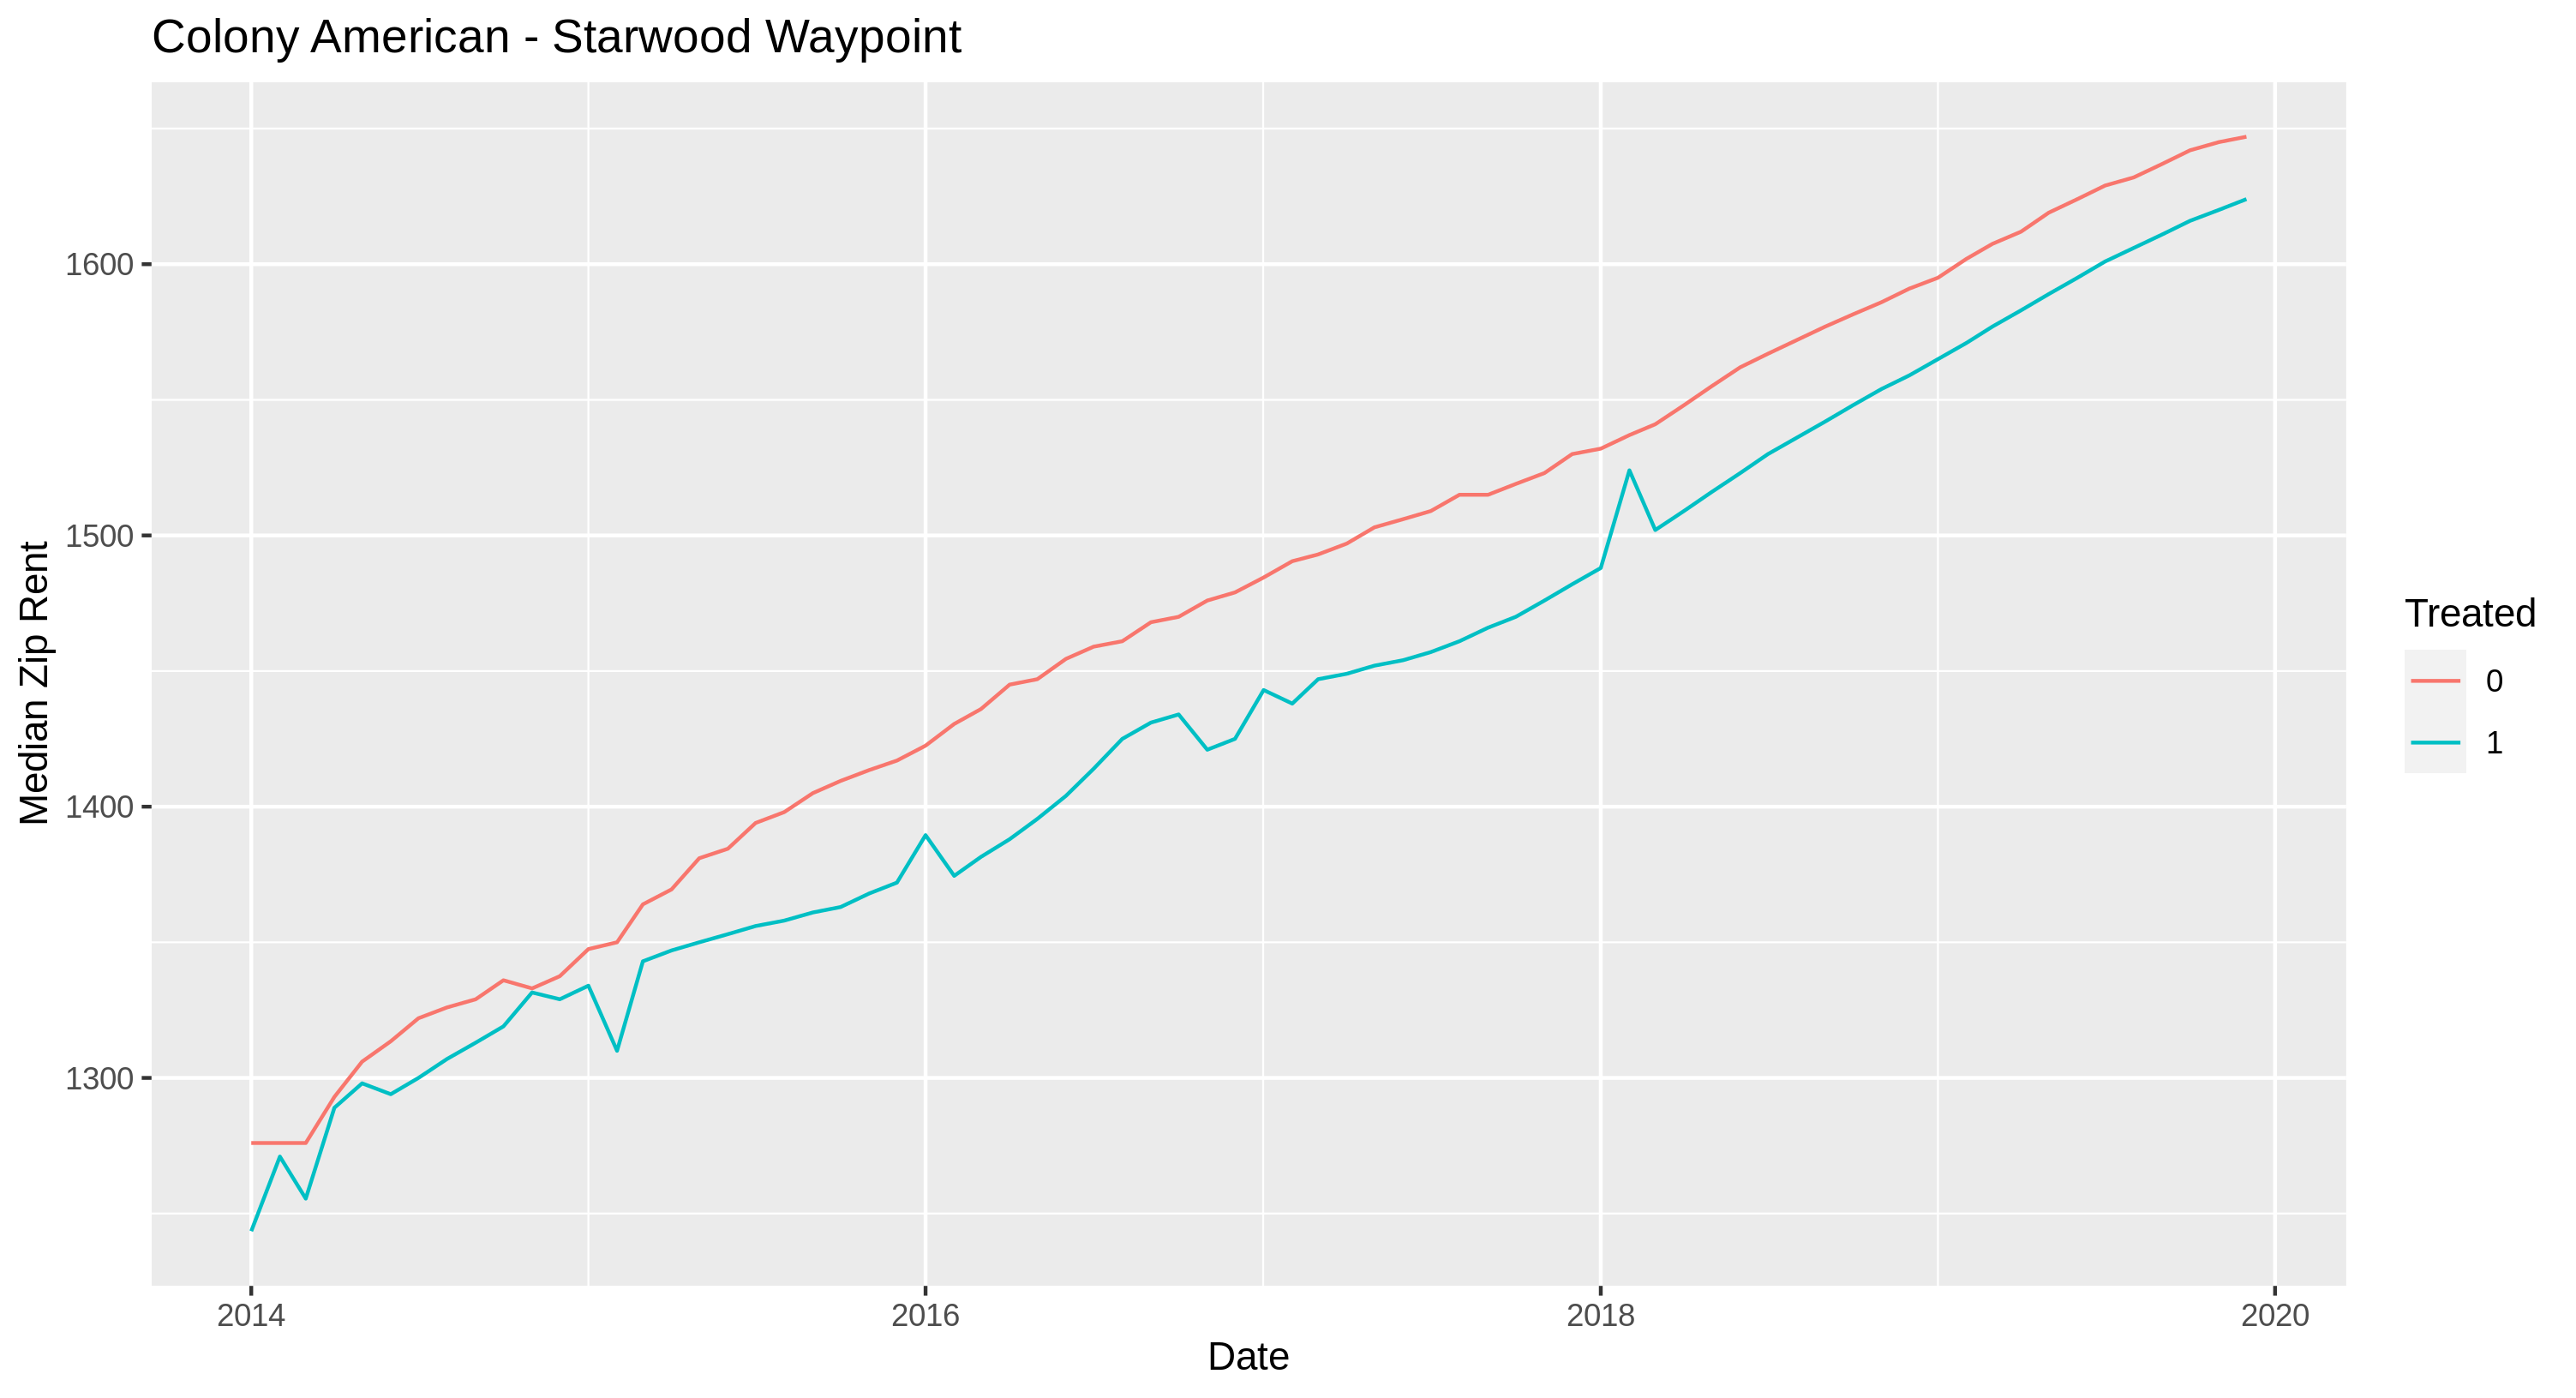 Colony American - Starwood Waypoint
Median Zip Rent
1600
1500
1400
1300
2014
2016
2018
2020
Date
Treated
0
1